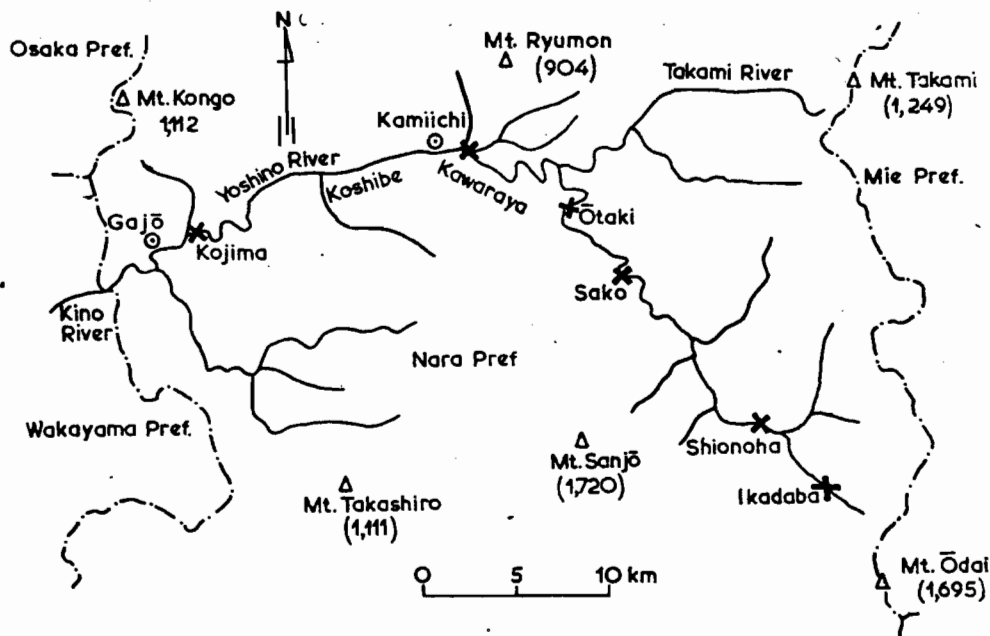 N
Osaka Pref.
Mt. Kongo
1,112
Mt. Ryumon
(904)
Takami River
Mt. Takami
(1,249)
Kamiichi
Yoshino River
Koshibe
Kawaraya
Mie Pref.
Gajō
Kojima
Ōtaki
Sako
Kino
River
Nara Pref
Wakayama Pref.
Mt. Takashiro
(1,111)
Mt. Sanjō
(1,720)
Shionoha
Ikadaba
0 5 10 km
Mt. Ōdai
(1,695)